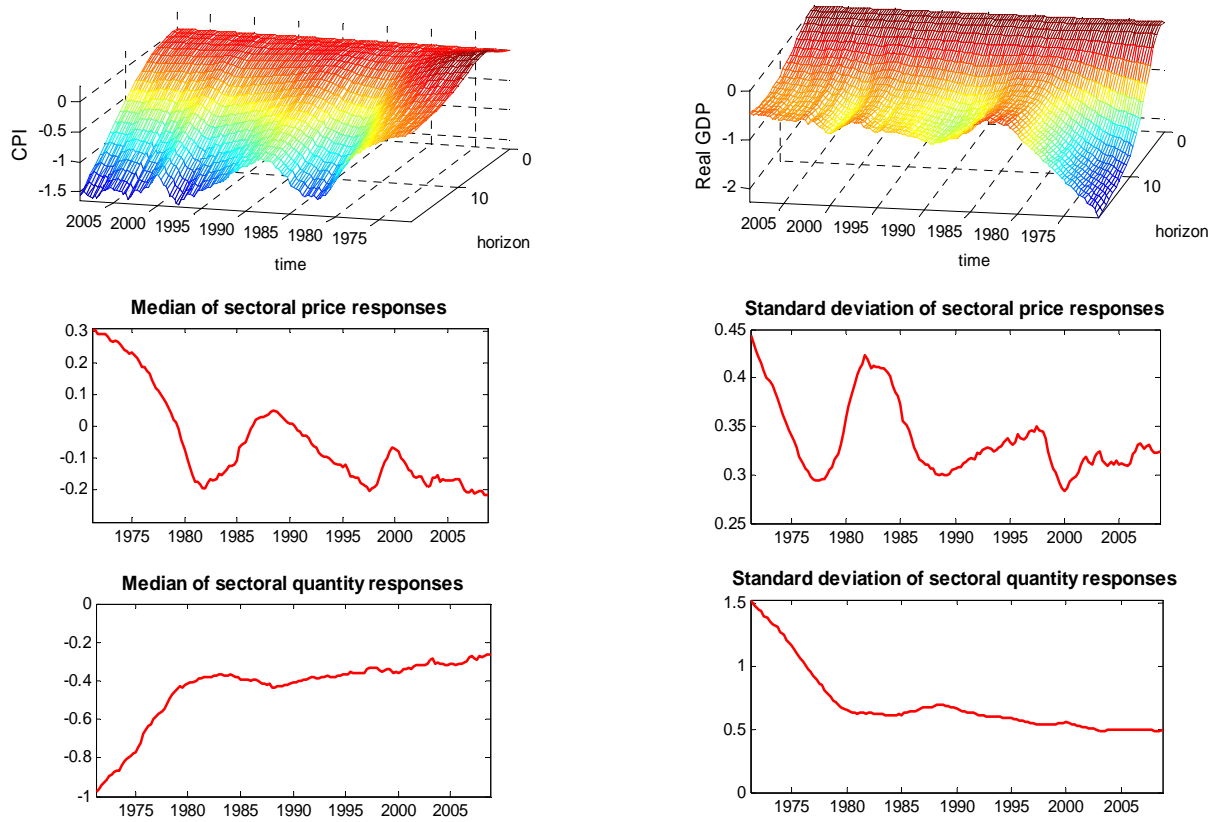 CPI
0
-0.5
-1
-1.5
2005 2000 1995 1990 1985 1980 1975
time
0
10
horizon
Real GDP
0
-1
-2
2005 2000 1995 1990 1985 1980 1975
time
0
10
horizon
Median of sectoral price responses
0.3
0.2
0.1
0
-0.1
-0.2
1975 1980 1985 1990 1995 2000 2005
Standard deviation of sectoral price responses
0.45
0.4
0.35
0.3
0.25
1975 1980 1985 1990 1995 2000 2005
Median of sectoral quantity responses
0
-0.2
-0.4
-0.6
-0.8
-1
1975 1980 1985 1990 1995 2000 2005
Standard deviation of sectoral quantity responses
1.5
1
0.5
0
1975 1980 1985 1990 1995 2000 2005